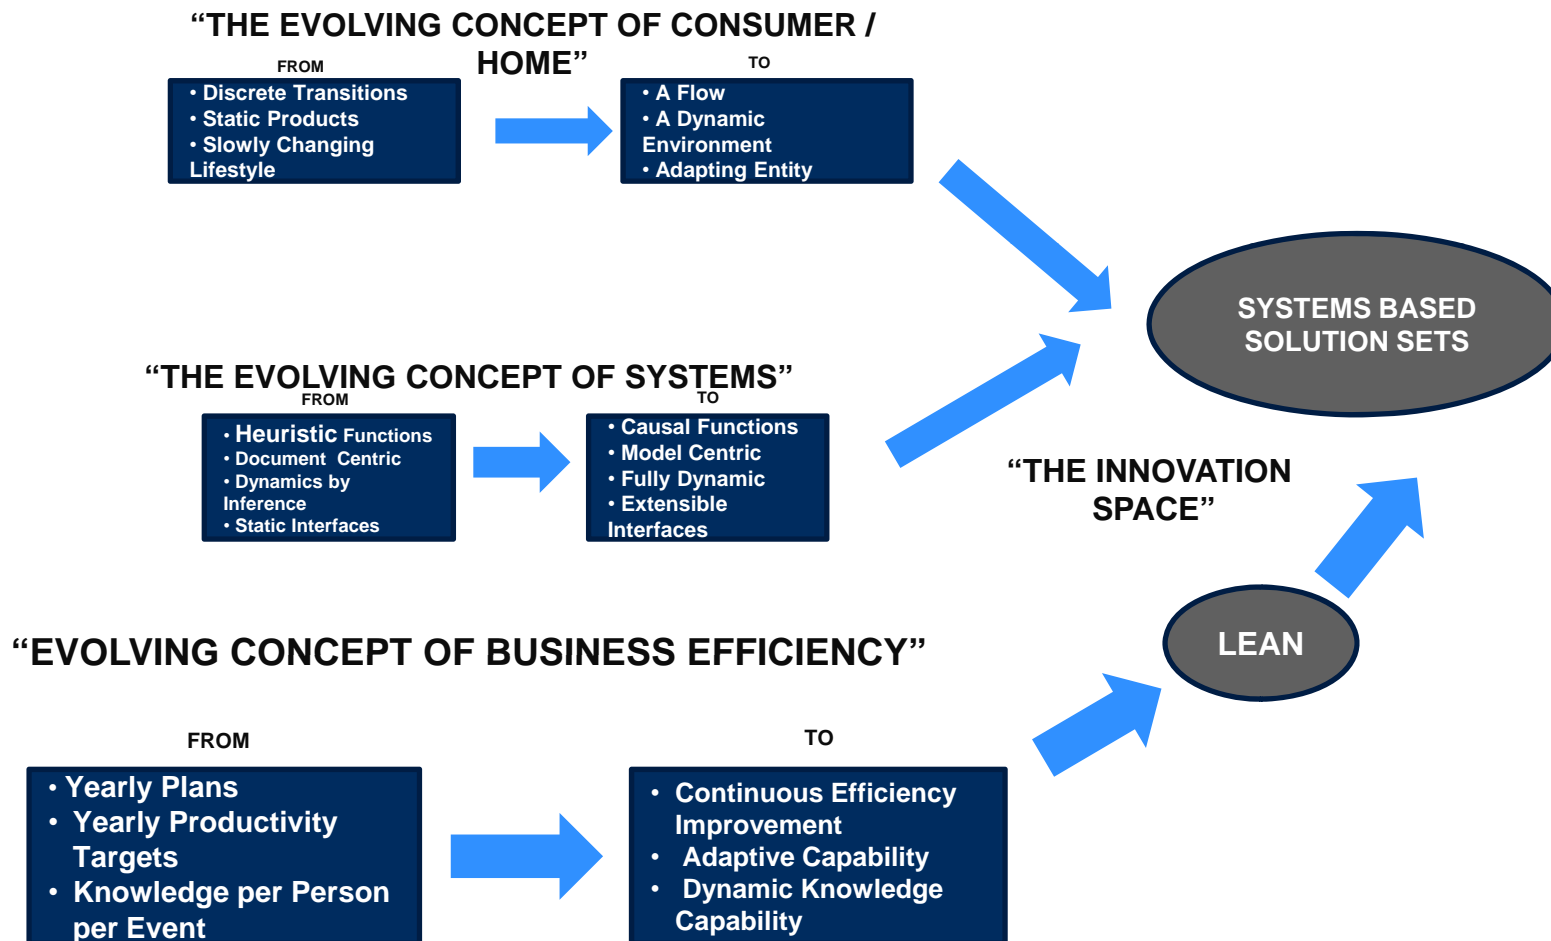 “THE EVOLVING CONCEPT OF CONSUMER /
HOME”
FROM
TO
• Discrete Transitions
• Static Products
• Slowly Changing
Lifestyle
• A Flow
• A Dynamic
Environment
• Adapting Entity
SYSTEMS BASED
SOLUTION SETS
“THE EVOLVING CONCEPT OF SYSTEMS”
FROM
TO
• Heuristic Functions
• Document Centric
• Dynamics by
Inference
• Static Interfaces
• Causal Functions
• Model Centric
• Fully Dynamic
• Extensible
Interfaces
“THE INNOVATION
SPACE”
LEAN
“EVOLVING CONCEPT OF BUSINESS EFFICIENCY”
FROM
TO
• Yearly Plans
• Yearly Productivity
Targets
• Knowledge per Person
per Event
• Continuous Efficiency
Improvement
• Adaptive Capability
• Dynamic Knowledge
Capability